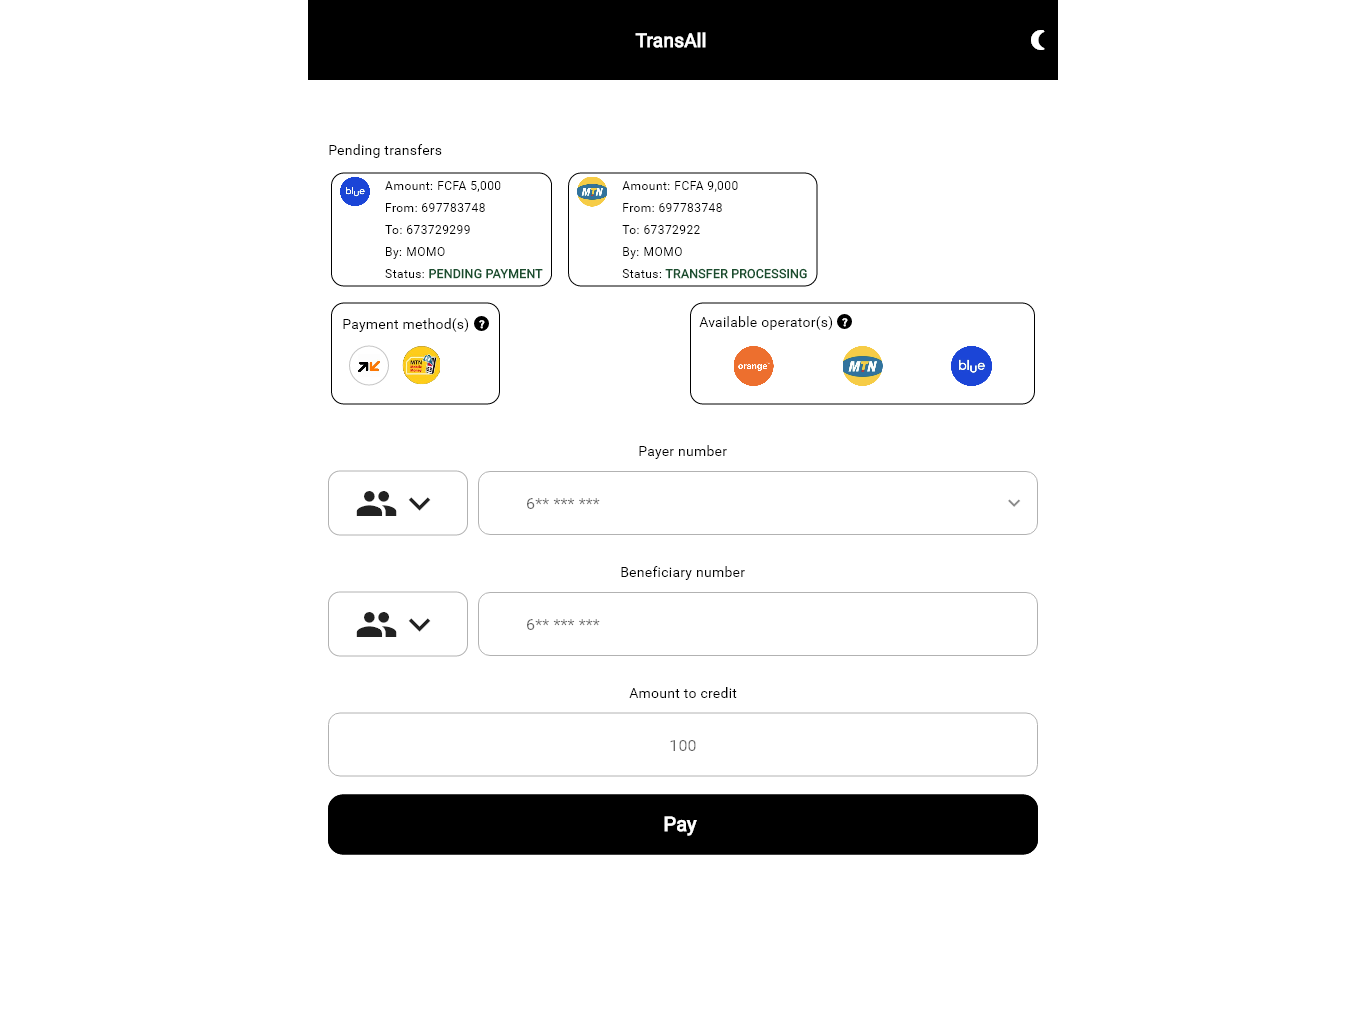 TransAll
Pending transfers
blue
Amount: FCFA 5,000
From: 697783748
To: 673729299
By: MOMO
Status: PENDING PAYMENT
MTN
Amount: FCFA 9,000
From: 697783748
To: 67372922
By: MOMO
Status: TRANSFER PROCESSING
Payment method(s) ?
MTN
Available operator(s) ?
orange
MTN
blue
Payer number
6** *** ***
Beneficiary number
6** *** ***
Amount to credit
100
Pay